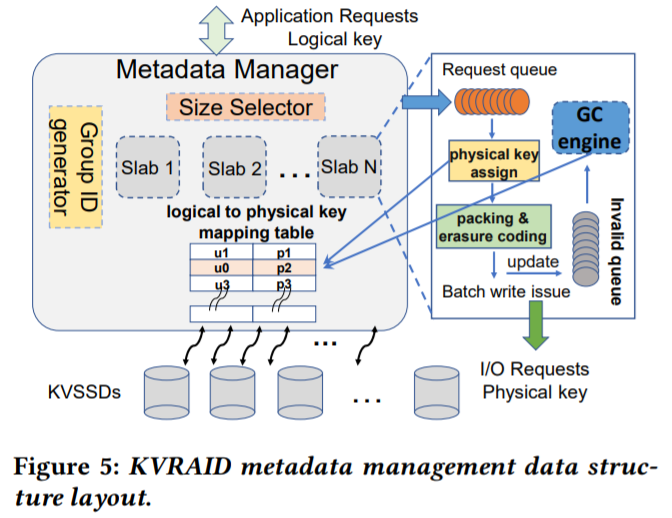 Application Requests
Logical key
Metadata Manager
Size Selector
Group ID
generator
Slab 1
Slab 2
...
Slab N
logical to physical key
mapping table
u1 p1
u0 p2
u3 p3
...
KVSSDs
...
Request queue
GC
engine
physical key
assign
packing &
erasure coding
Invalid queue
update
Batch write issue
I/O Requests
Physical key
Figure 5: KVRAID metadata management data struc-
ture layout.